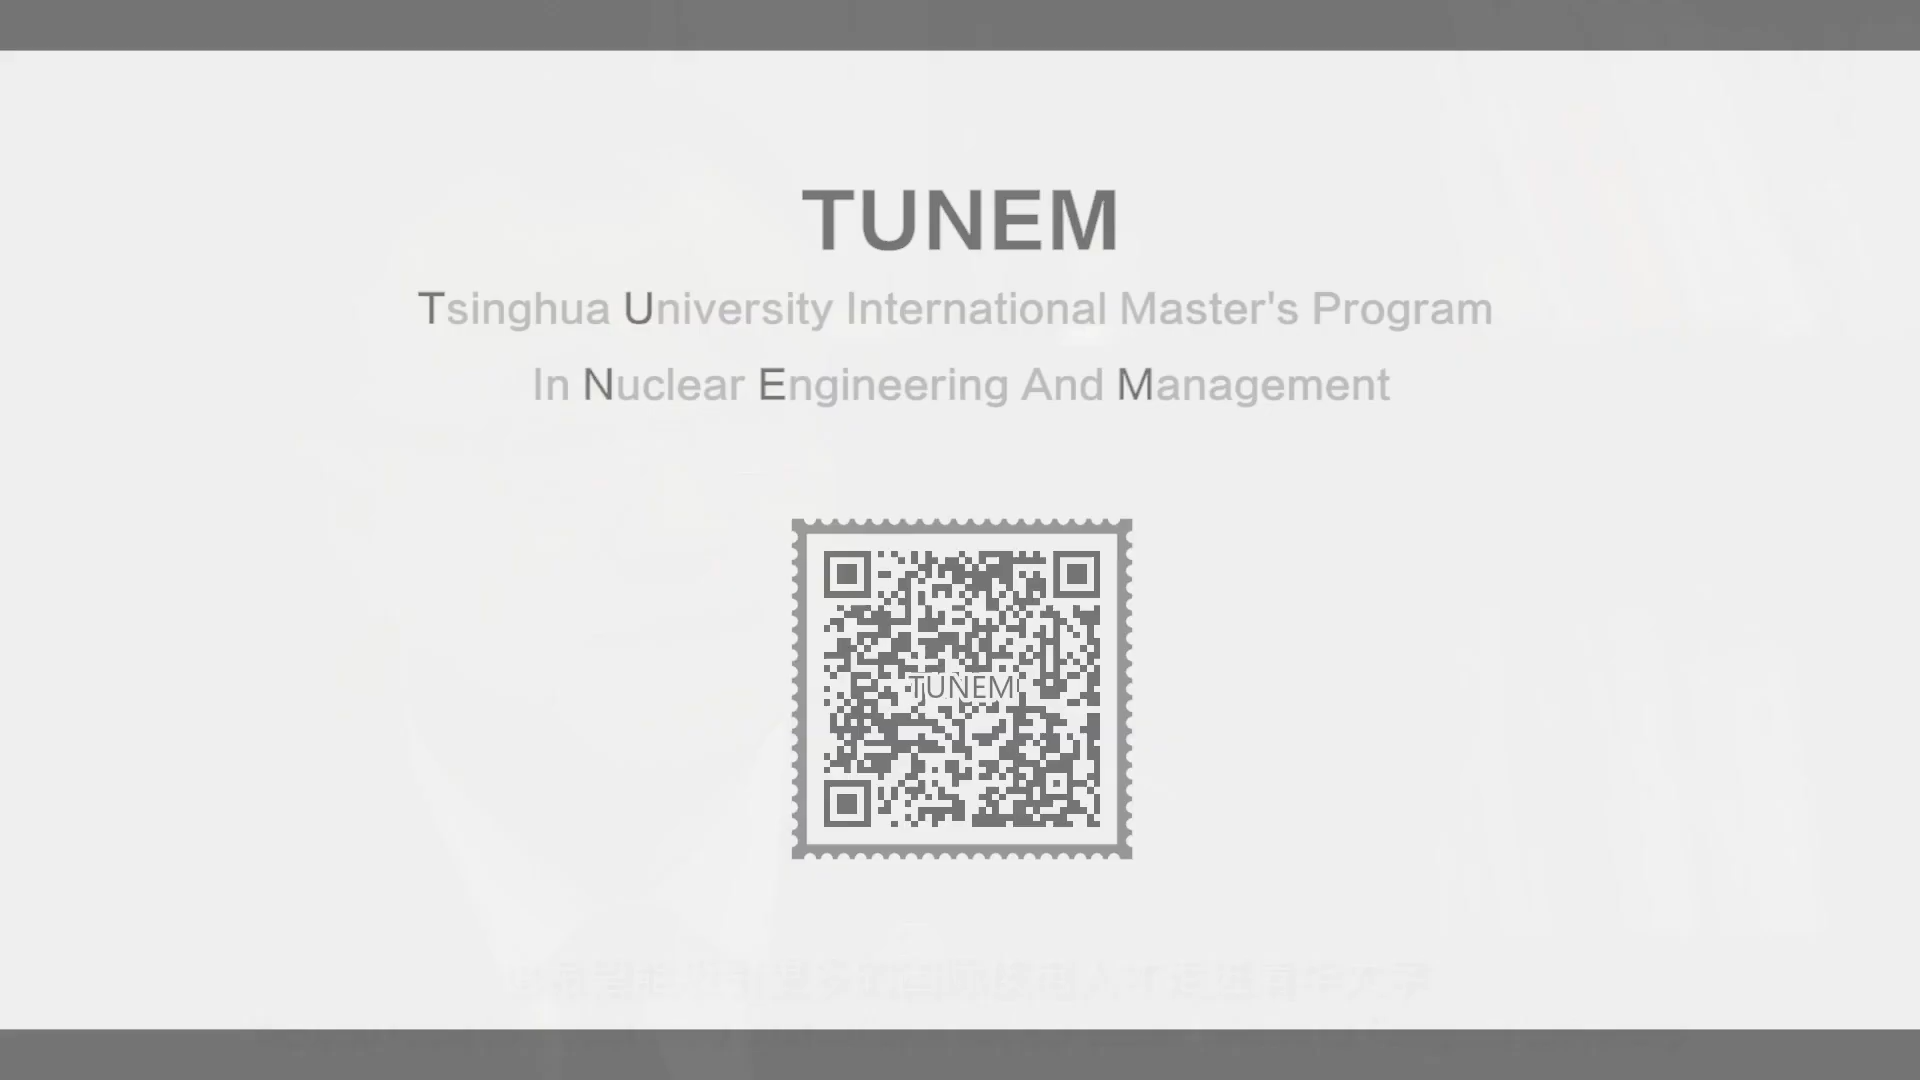 TUNEM
Tsinghua University International Master's Program
In Nuclear Engineering And Management
TUNEM